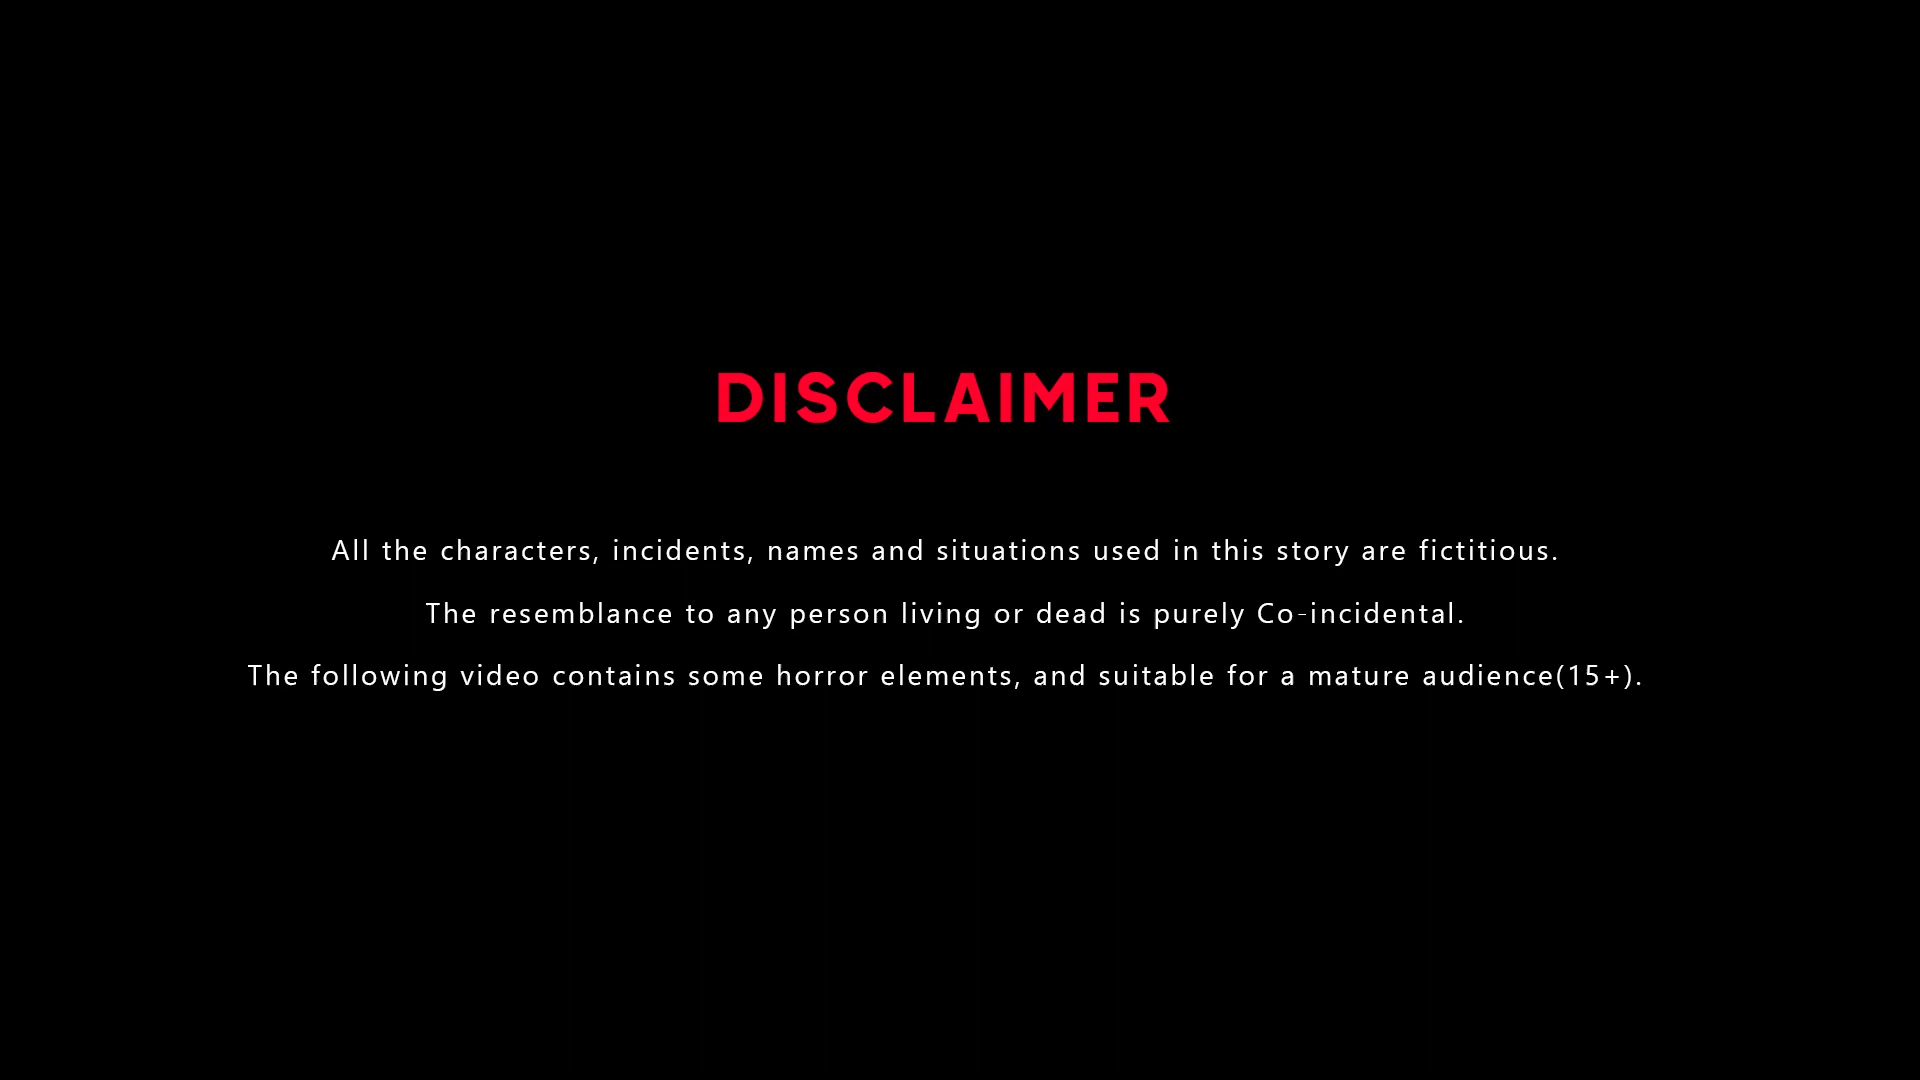 DISCLAIMER
All the characters, incidents, names and situations used in this story are fictitious.
The resemblance to any person living or dead is purely Co-incidental.
The following video contains some horror elements, and suitable for a mature audience(15+).